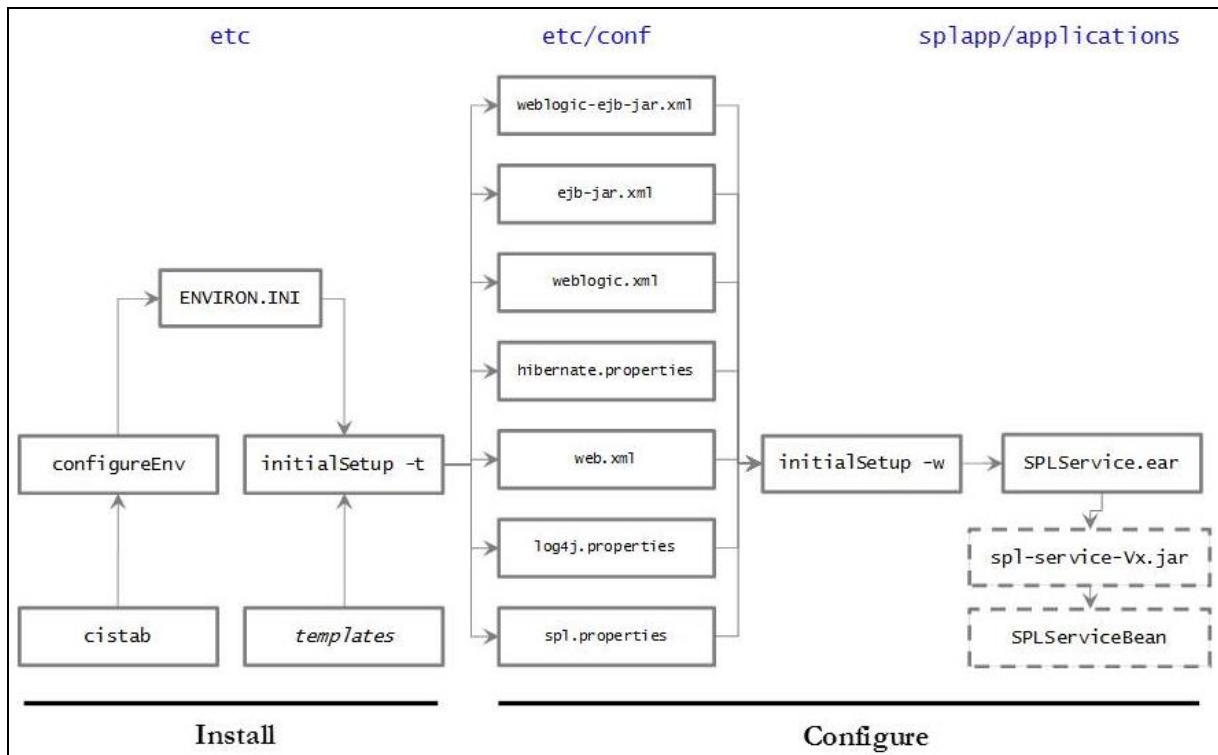 etc
etc/conf
splapp/applications
weblogic-ejb-jar.xml
ejb-jar.xml
weblogic.xml
ENVIRON.INI
hibernate.properties
configureEnv
initialSetup -t
web.xml
initialSetup -w
SPLService.ear
log4j.properties
spl-service-Vx.jar
cistab
templates
spl.properties
SPLServiceBean
Install
Configure